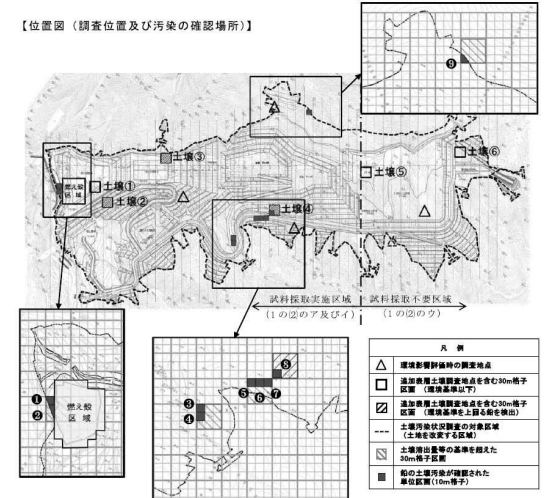 【位置図（調査位置及び汚染の確認場所）】
❾
土壌③
土壌⑥
土壌①
土壌⑤
燃え殻
区域
土壌②
土壌④
試料採取実施区域
（1の(2)のア及びイ）
試料採取不要区域
（1の(2)のウ）
❶
❷
燃え殻
区域
❽
❺
❻
❼
❸
❹
凡 例
環境影響評価時の調査地点
追加表層土壌調査地点を含む30m格子
区画 （環境基準以下）
追加表層土壌調査地点を含む30m格子
区画 （環境基準を上回る鉛を検出）
土壌汚染状況調査の対象区域
（土地を改変する区域）
土壌溶出量等の基準を超えた
30m格子区画
鉛の土壌汚染が確認された
単位区画(10m格子)